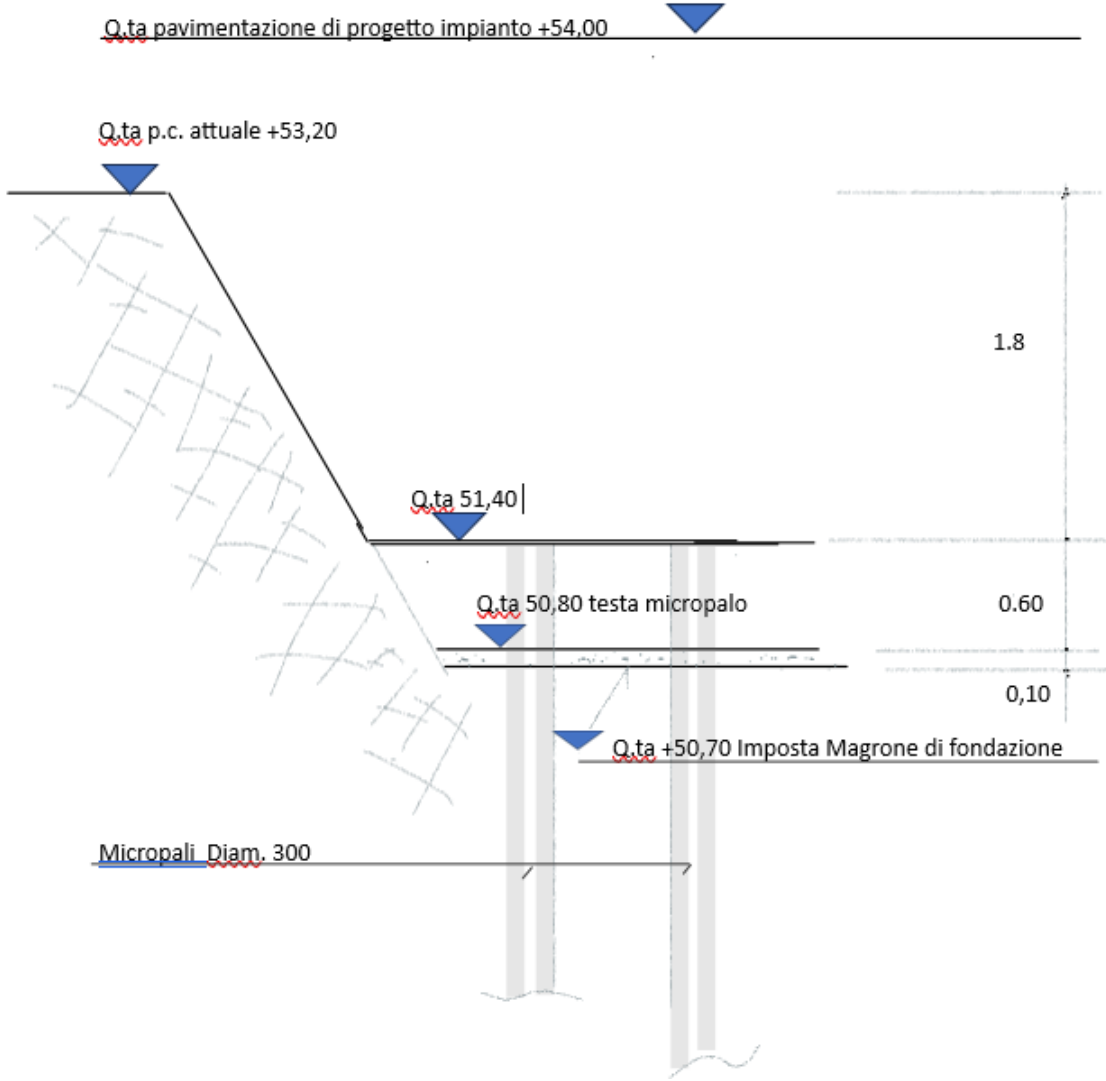 Q.ta pavimentazione di progetto impianto +54,00
Q.ta p.c. attuale +53,20
1.8
Q.ta 51,40
Q.ta 50,80 testa micropalo
0.60
0,10
Q.ta +50,70 Imposta Magrone di fondazione
Micropali Diam. 300